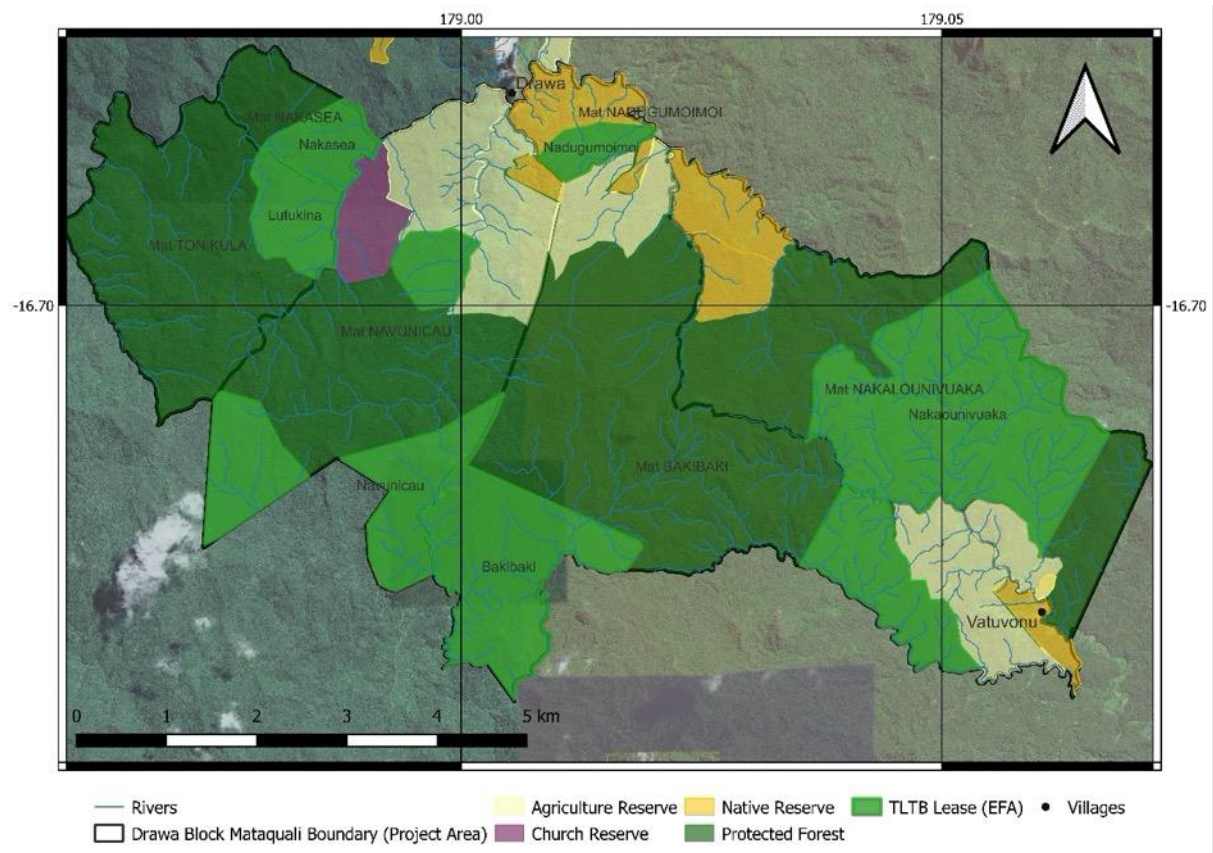 179.00
179.05
Drawa
Mat NADUGUMOIMOI
Mat NAKASEA
Nakasea
Nadugumoimoi
Lutukina
Mat TONIKULA
-16.70
-16.70
Mat NAVUNICAU
Mat NAKALOUNIVUAKA
Nakaounivuaka
Mat BAKIBAKI
Navunicau
Bakibaki
Vatuvonu
0 1 2 3 4 5 km
Rivers
Agriculture Reserve
Native Reserve
TLTB Lease (EFA)
Villages
Drawa Block Mataquali Boundary (Project Area)
Church Reserve
Protected Forest